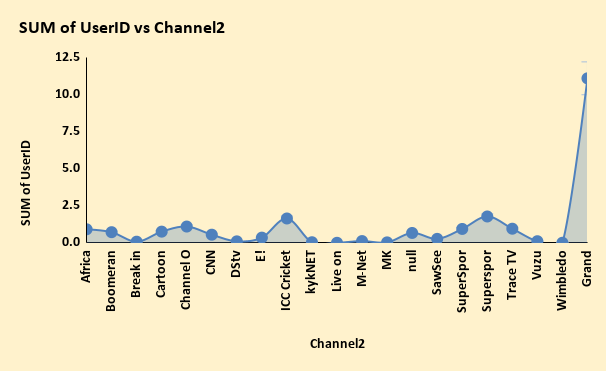 SUM of UserID vs Channel2
12.5
10.0
7.5
5.0
2.5
0.0
SUM of UserID
Africa
Boomeran
Break in
Cartoon
Channel O
CNN
DStv
E!
ICC Cricket
kykNET
Live on
M-Net
MK
null
SawSee
SuperSpor
Superspor
Trace TV
Vuzu
Wimbledo
Grand
Channel2